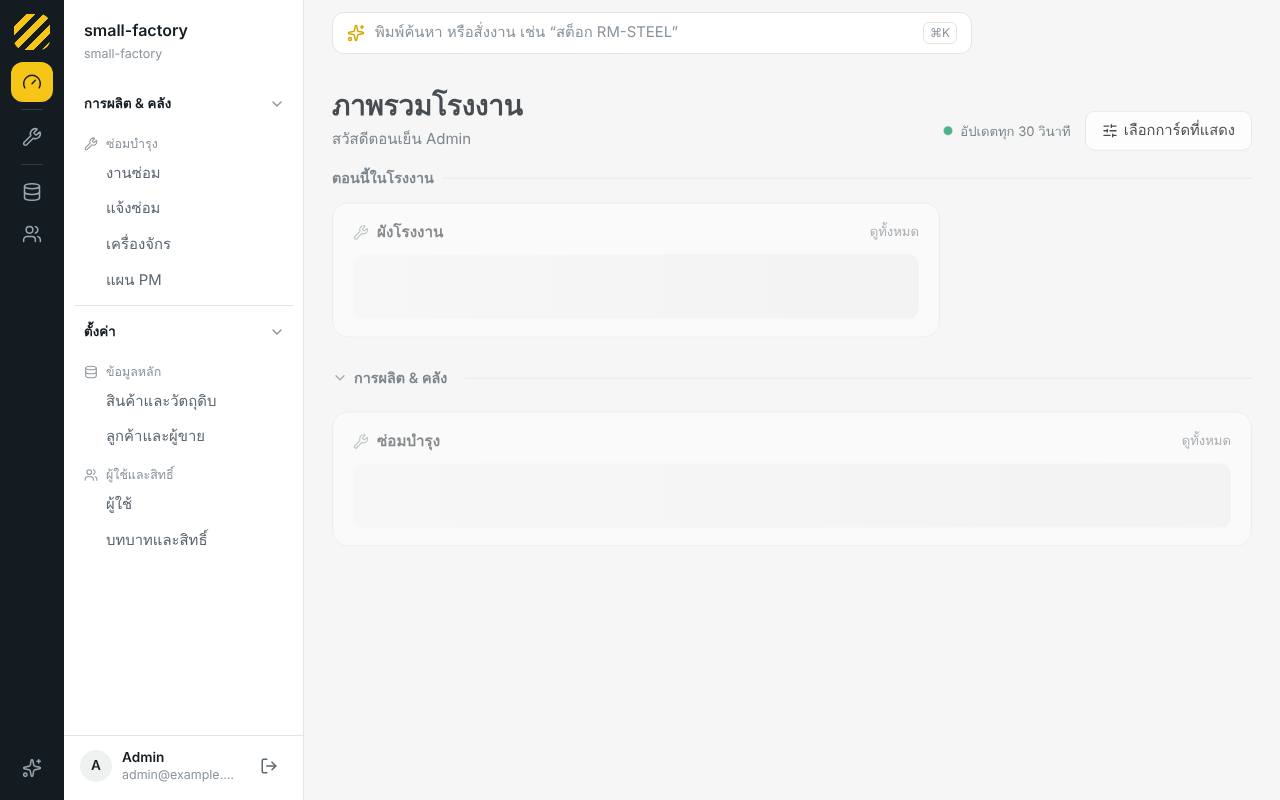 small-factory
small-factory
การผลิต & คลัง
ซ่อมบำรุง
งานซ่อม
แจ้งซ่อม
เครื่องจักร
แผน PM
ตั้งค่า
ข้อมูลหลัก
สินค้าและวัตถุดิบ
ลูกค้าและผู้ขาย
ผู้ใช้และสิทธิ์
ผู้ใช้
บทบาทและสิทธิ์
A
Admin
admin@example....
พิมพ์ค้นหา หรือสั่งงาน เช่น “สต็อก RM-STEEL”
⌘K
ภาพรวมโรงงาน
สวัสดีตอนเย็น Admin
อัปเดตทุก 30 วินาที
เลือกการ์ดที่แสดง
ตอนนี้ในโรงงาน
ผังโรงงาน
ดูทั้งหมด
การผลิต & คลัง
ซ่อมบำรุง
ดูทั้งหมด